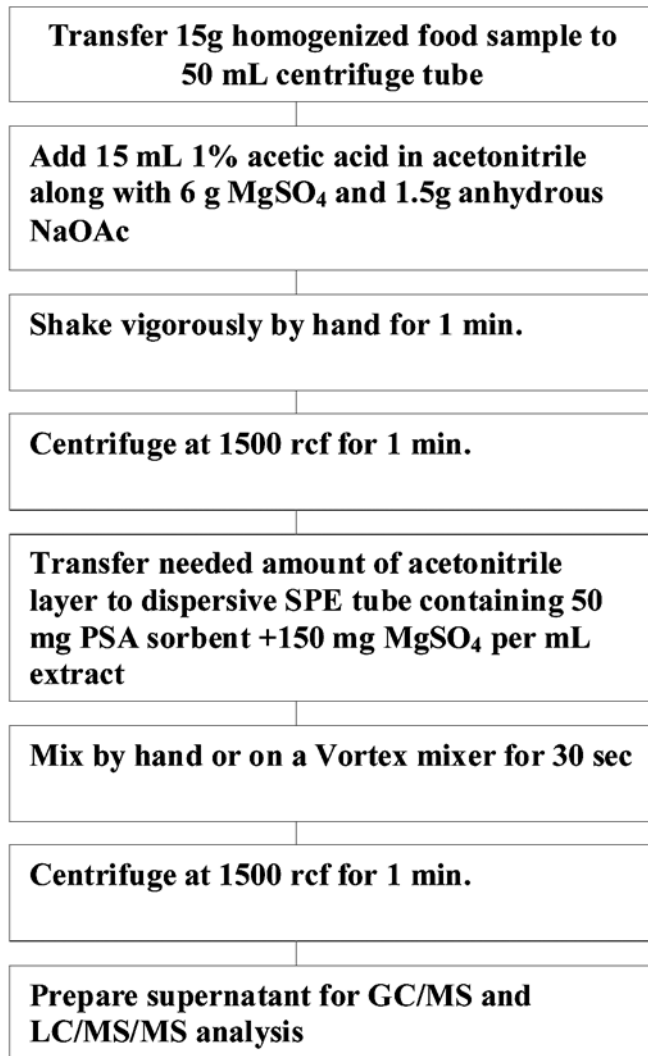 Transfer 15g homogenized food sample to
50 mL centrifuge tube
Add 15 mL 1% acetic acid in acetonitrile
along with 6 g MgSO₄ and 1.5g anhydrous
NaOAc
Shake vigorously by hand for 1 min.
Centrifuge at 1500 rcf for 1 min.
Transfer needed amount of acetonitrile
layer to dispersive SPE tube containing 50
mg PSA sorbent +150 mg MgSO₄ per mL
extract
Mix by hand or on a Vortex mixer for 30 sec
Centrifuge at 1500 rcf for 1 min.
Prepare supernatant for GC/MS and
LC/MS/MS analysis